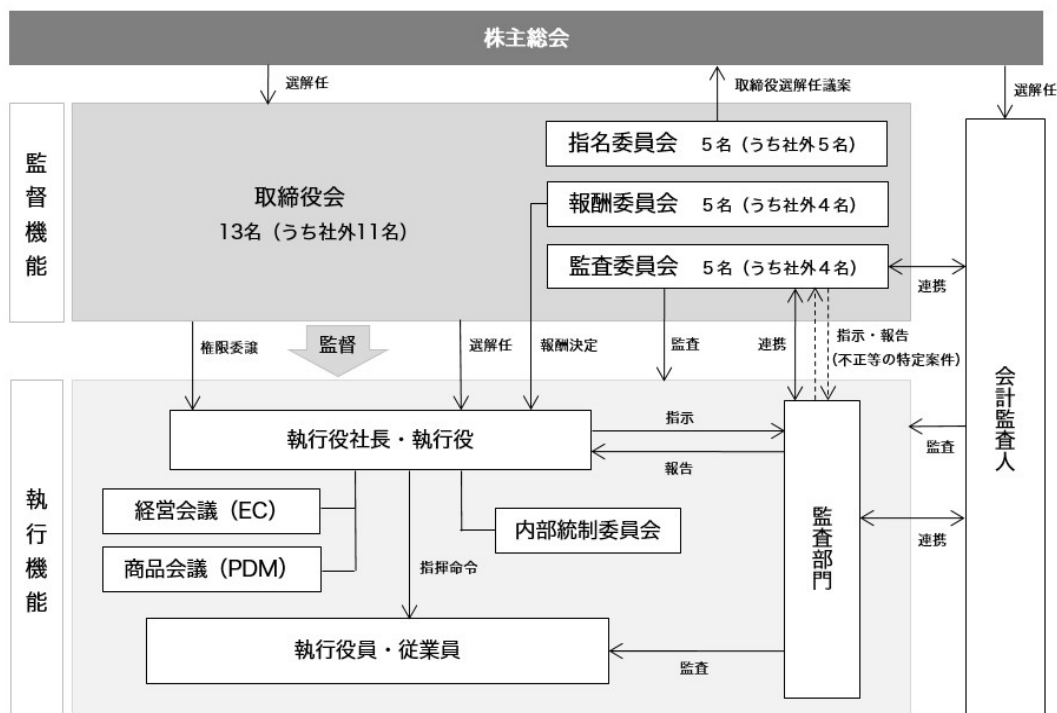 株主総会
選解任
取締役選解任議案
選解任
監督機能
取締役会
13名（うち社外11名）
指名委員会　5名（うち社外5名）
報酬委員会　5名（うち社外4名）
監査委員会　5名（うち社外4名）
連携
権限委譲
監督
選解任
報酬決定
監査
連携
指示・報告
（不正等の特定案件）
会計監査人
執行機能
執行役社長・執行役
指示
報告
監査
経営会議（EC）
商品会議（PDM）
内部統制委員会
監査部門
連携
指揮命令
執行役員・従業員
監査